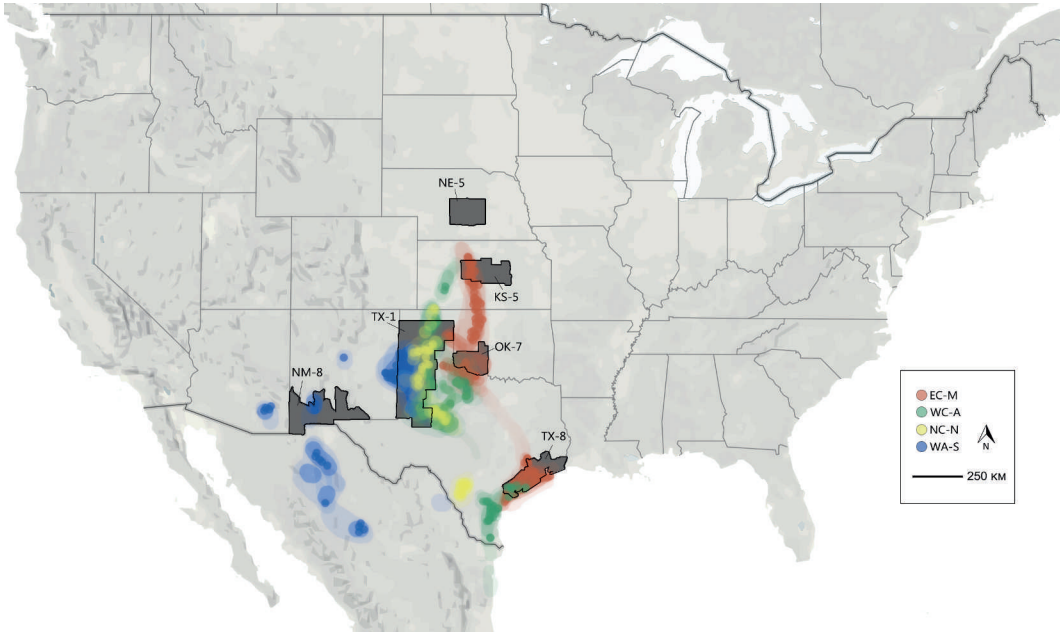 NE-5
KS-5
TX-1
OK-7
NM-8
TX-8
EC-M
WC-A
NC-N
WA-S
N
250 KM